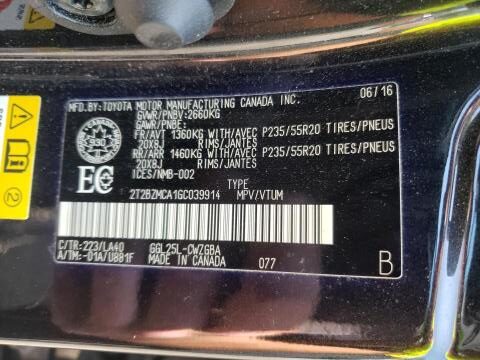 MFD.BY:TOYOTA MOTOR MANUFACTURING CANADA INC. 06/16
GVWR/PNBV:2660KG
GAWR/PNBE:
FR/AVT 1360KG WITH/AVEC P235/55R20 TIRES/PNEUS
20X8J RIMS/JANTES
RR/ARR 1460KG WITH/AVEC P235/55R20 TIRES/PNEUS
20X8J RIMS/JANTES
ICES/NMB-002
TYPE
2T2BZMCA1GC039914 MPV/VTUM
930
EC
C/TR:223/LA40 GGL25L-CWZGBA
A/TM:-01A/U881F MADE IN CANADA 077
B
2